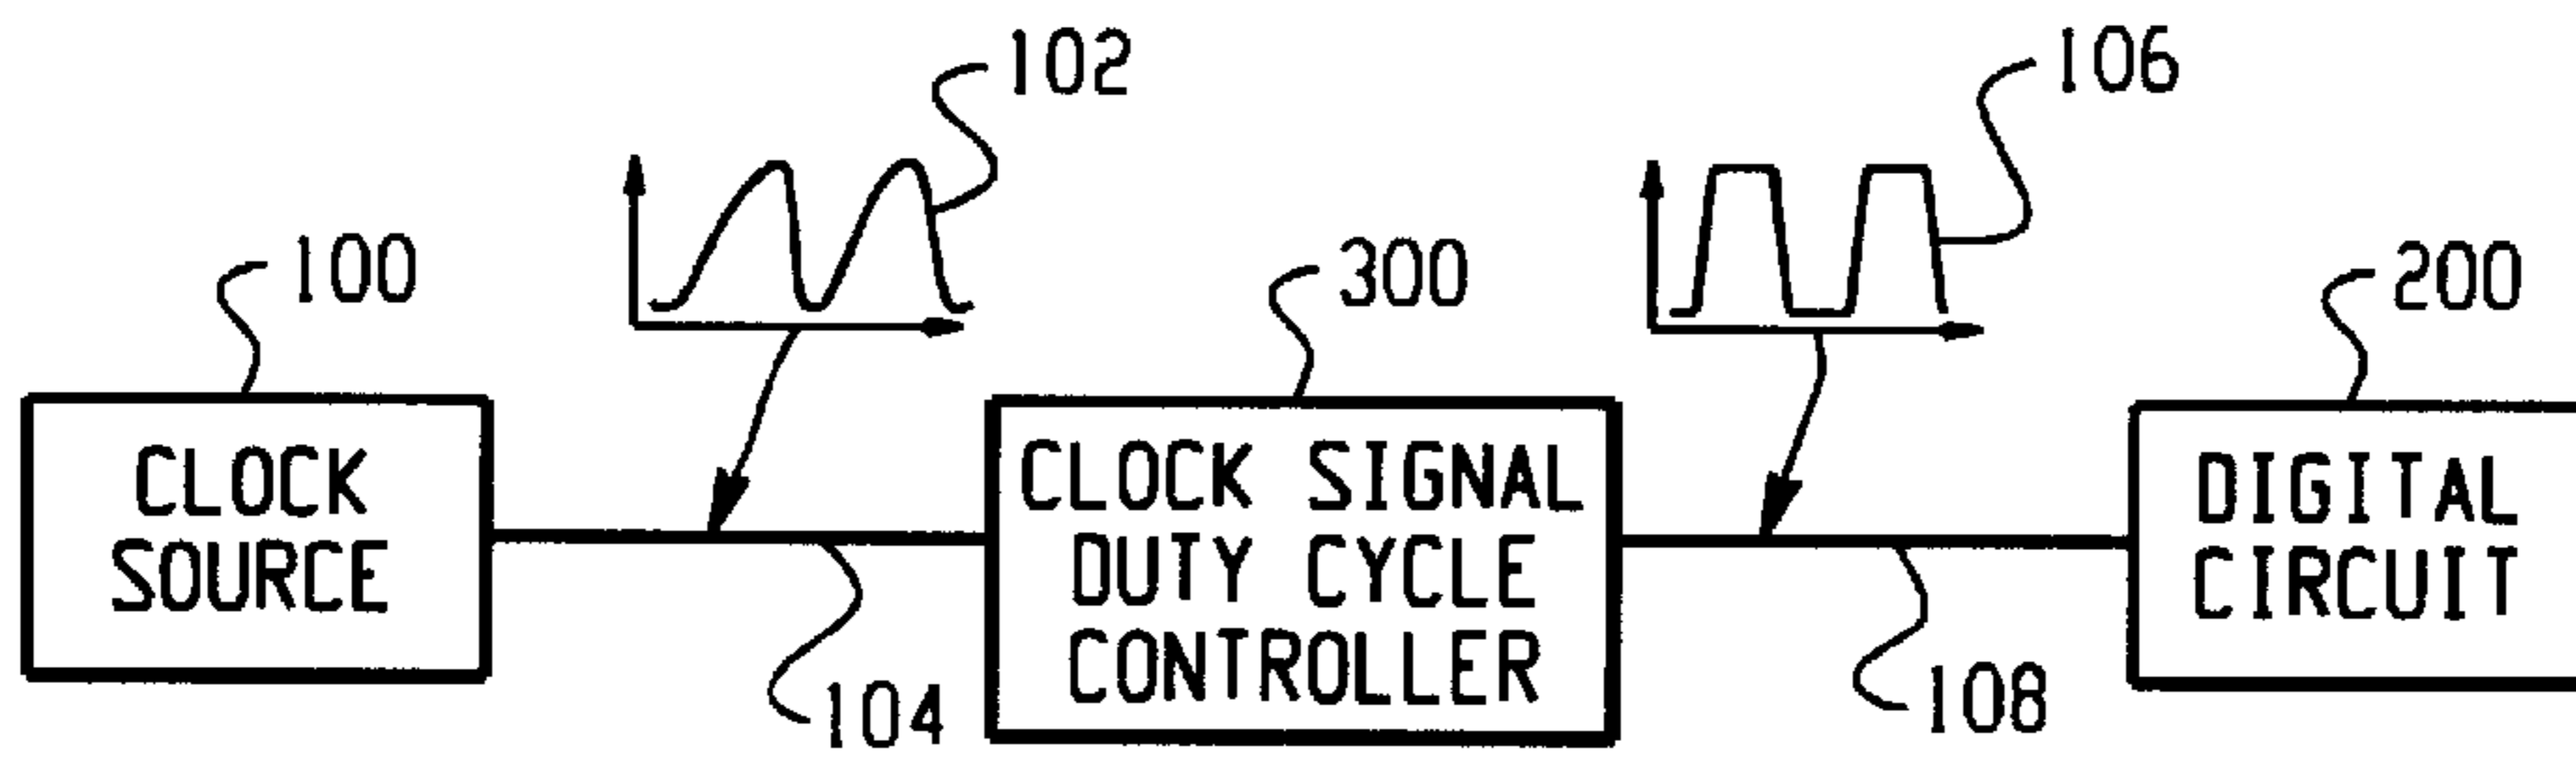 102
106
100
300
200
CLOCK
SOURCE
CLOCK SIGNAL
DUTY CYCLE
CONTROLLER
DIGITAL
CIRCUIT
104
108